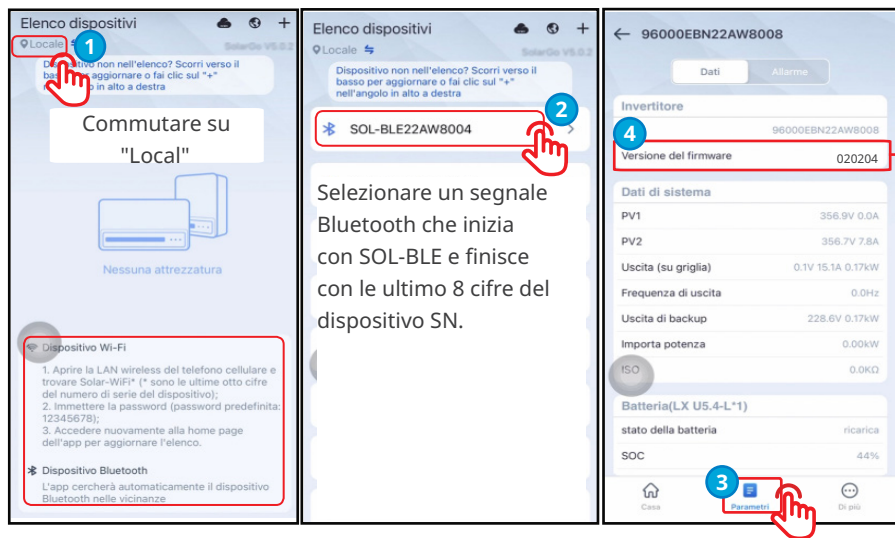 Elenco dispositivi
Locale
1
SolarGo V5.0.2
Dispositivo non nell'elenco? Scorri verso il
basso per aggiornare o fai clic sul "+"
nell'angolo in alto a destra
Commutare su
"Local"
Nessuna attrezzatura
Dispositivo Wi-Fi
1. Aprire la LAN wireless del telefono cellulare e
trovare Solar-WiFi* (* sono le ultime otto cifre
del numero di serie del dispositivo);
2. Immettere la password (password predefinita:
12345678);
3. Accedere nuovamente alla home page
dell'app per aggiornare l'elenco.
Dispositivo Bluetooth
L'app cercherà automaticamente il dispositivo
Bluetooth nelle vicinanze
Elenco dispositivi
Locale
SolarGo V5.0.2
Dispositivo non nell'elenco? Scorri verso il
basso per aggiornare o fai clic sul "+"
nell'angolo in alto a destra
2
SOL-BLE22AW8004
Selezionare un segnale
Bluetooth che inizia
con SOL-BLE e finisce
con le ultimo 8 cifre del
dispositivo SN.
96000EBN22AW8008
Dati Allarme
Invertitore
4
96000EBN22AW8008
Versione del firmware 020204
Dati di sistema
PV1 356.9V 0.0A
PV2 356.7V 7.8A
Uscita (su griglia) 0.1V 15.1A 0.17kW
Frequenza di uscita 0.0Hz
Uscita di backup 228.6V 0.17kW
Importa potenza 0.00kW
ISO 0.0KΩ
Batteria(LX U5.4-L*1)
stato della batteria ricarica
SOC 44%
3
Casa Parametri Di più